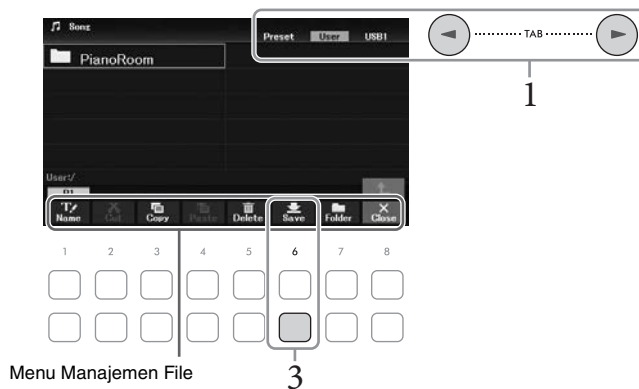 Song
Preset User USB1
TAB
PianoRoom
1
User:/
P1
Name Cut Copy Paste Delete Save Folder Close
1 2 3 4 5 6 7 8
Menu Manajemen File
3